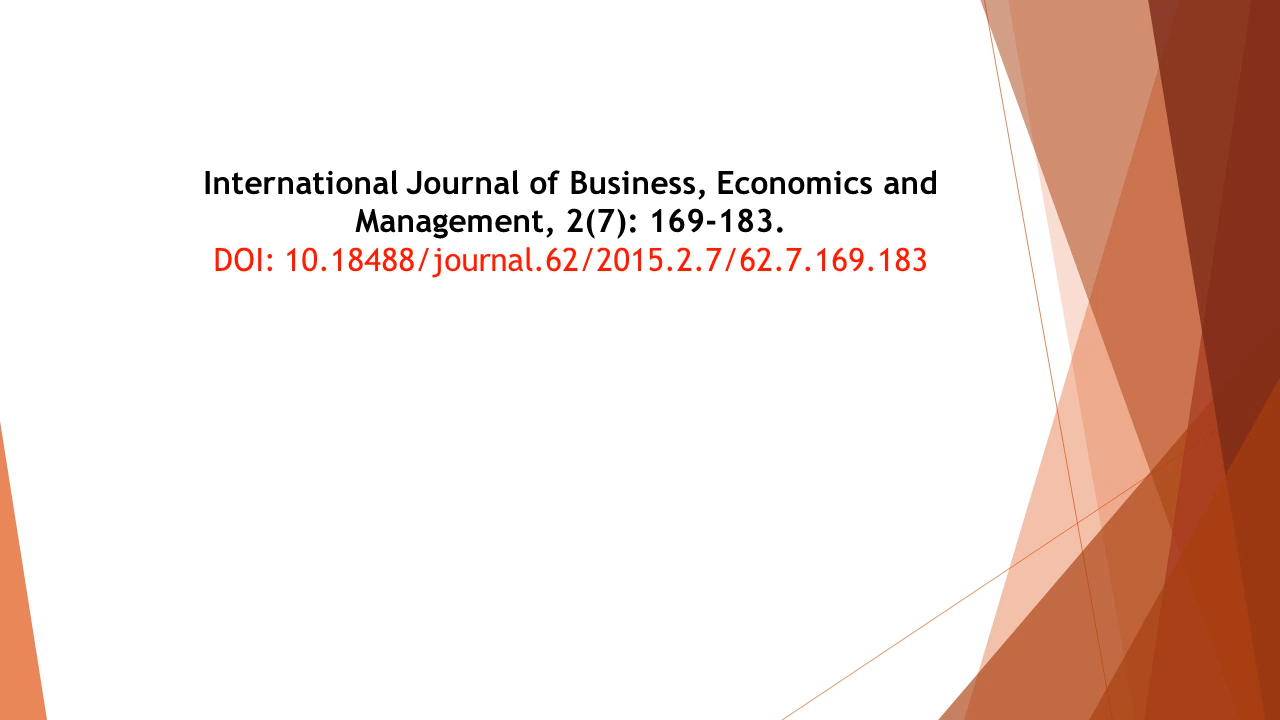 International Journal of Business, Economics and
Management, 2(7): 169-183.
DOI: 10.18488/journal.62/2015.2.7/62.7.169.183